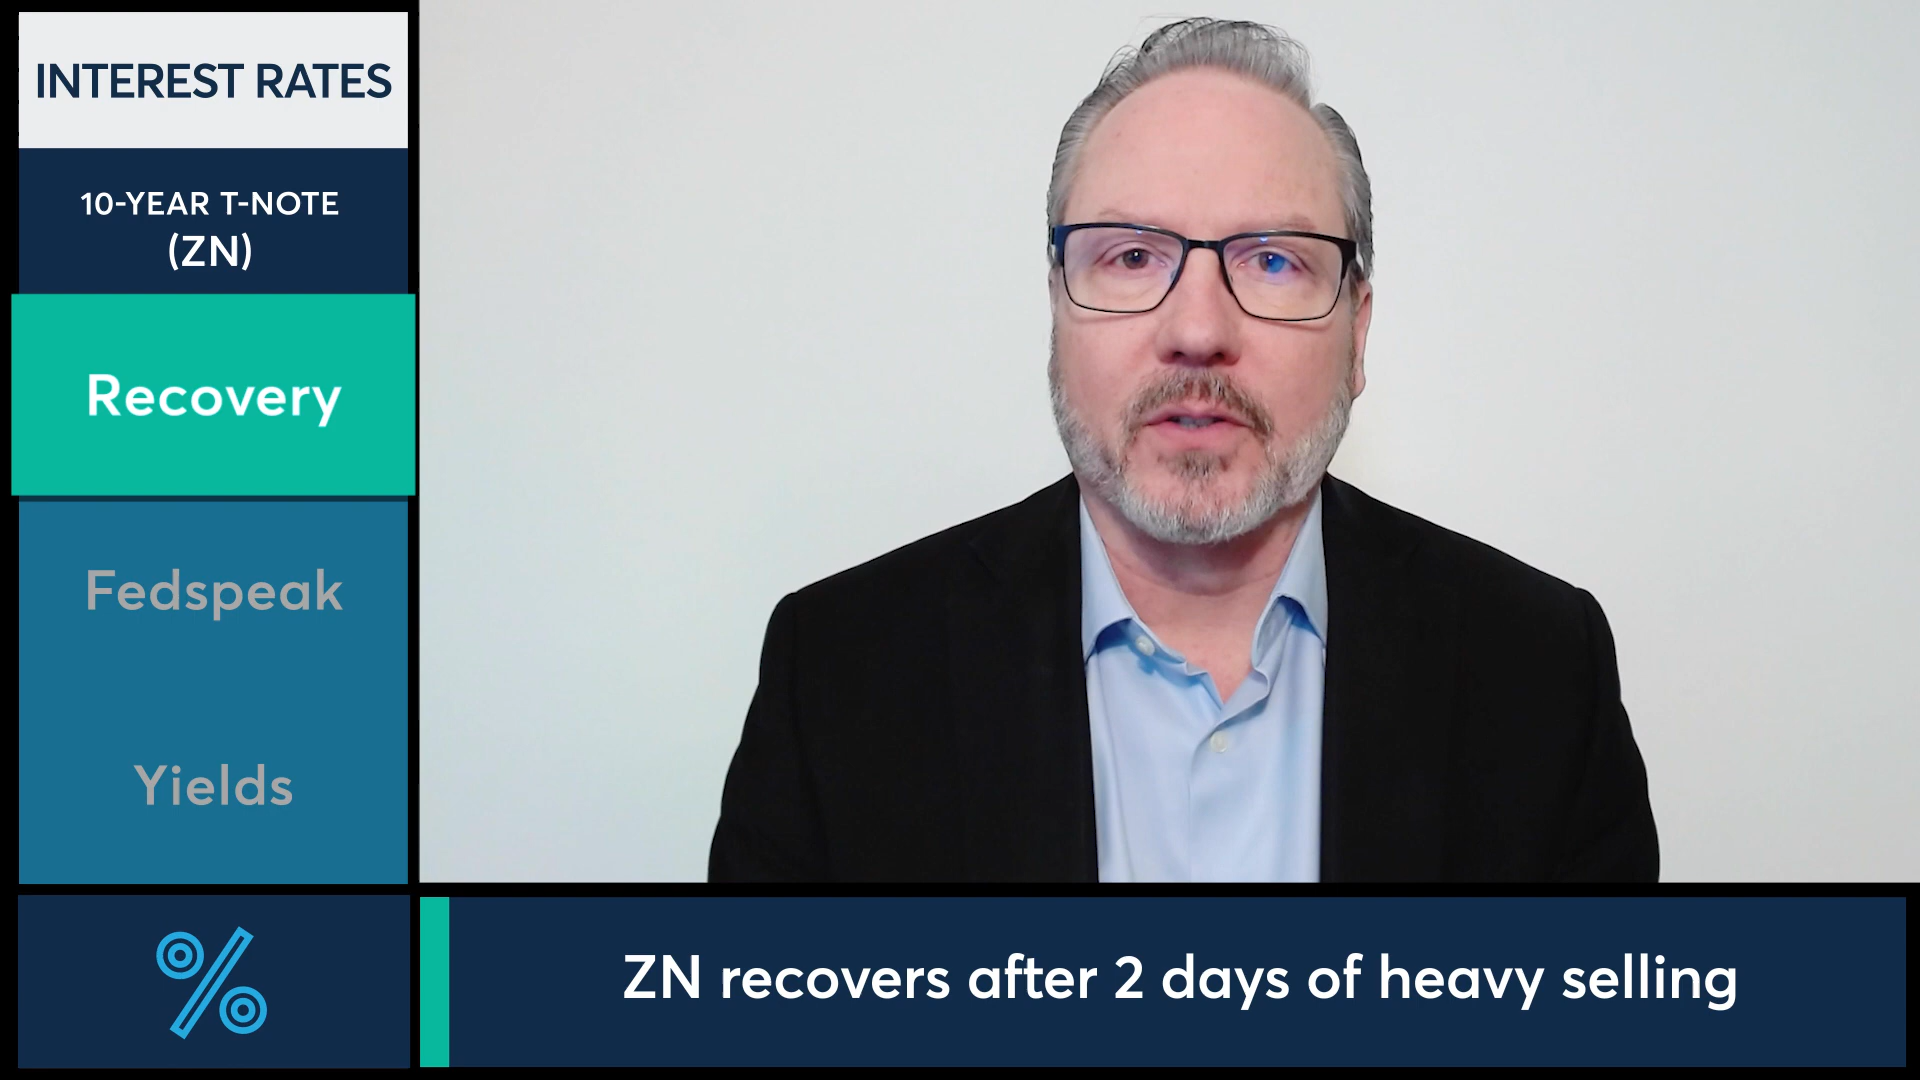 INTEREST RATES
10-YEAR T-NOTE
(ZN)
Recovery
Fedspeak
Yields
%
ZN recovers after 2 days of heavy selling